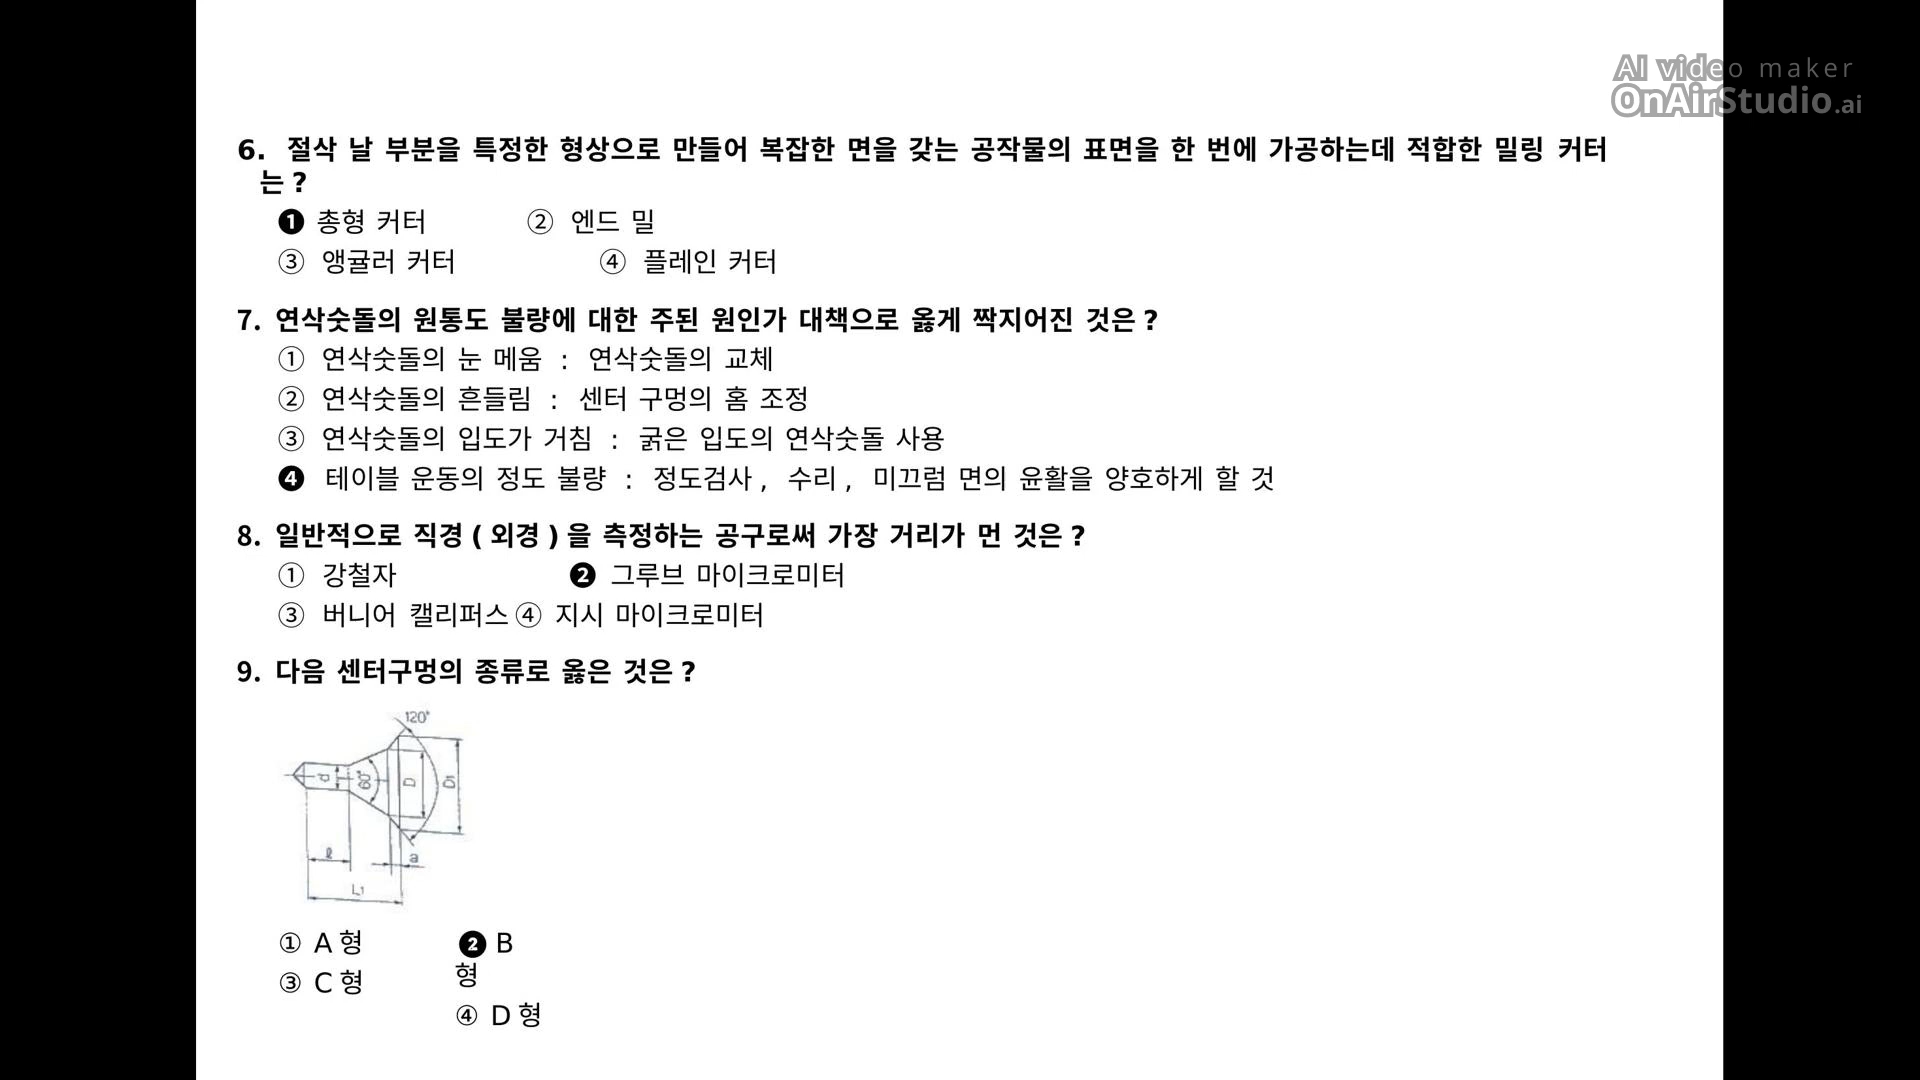 AI video maker
OnAirStudio.ai
6. 절삭 날 부분을 특정한 형상으로 만들어 복잡한 면을 갖는 공작물의 표면을 한 번에 가공하는데 적합한 밀링 커터
는 ?
❶ 총형 커터 ② 엔드 밀
③ 앵귤러 커터 ④ 플레인 커터
7. 연삭숫돌의 원통도 불량에 대한 주된 원인가 대책으로 옳게 짝지어진 것은 ?
① 연삭숫돌의 눈 메움 : 연삭숫돌의 교체
② 연삭숫돌의 흔들림 : 센터 구멍의 홈 조정
③ 연삭숫돌의 입도가 거침 : 굵은 입도의 연삭숫돌 사용
❹ 테이블 운동의 정도 불량 : 정도검사 , 수리 , 미끄럼 면의 윤활을 양호하게 할 것
8. 일반적으로 직경 ( 외경 ) 을 측정하는 공구로써 가장 거리가 먼 것은 ?
① 강철자 ❷ 그루브 마이크로미터
③ 버니어 캘리퍼스 ④ 지시 마이크로미터
9. 다음 센터구멍의 종류로 옳은 것은 ?
120°
d 60° D D₁
ℓ a
L₁
① A 형 ❷ B
형
③ C 형
④ D 형